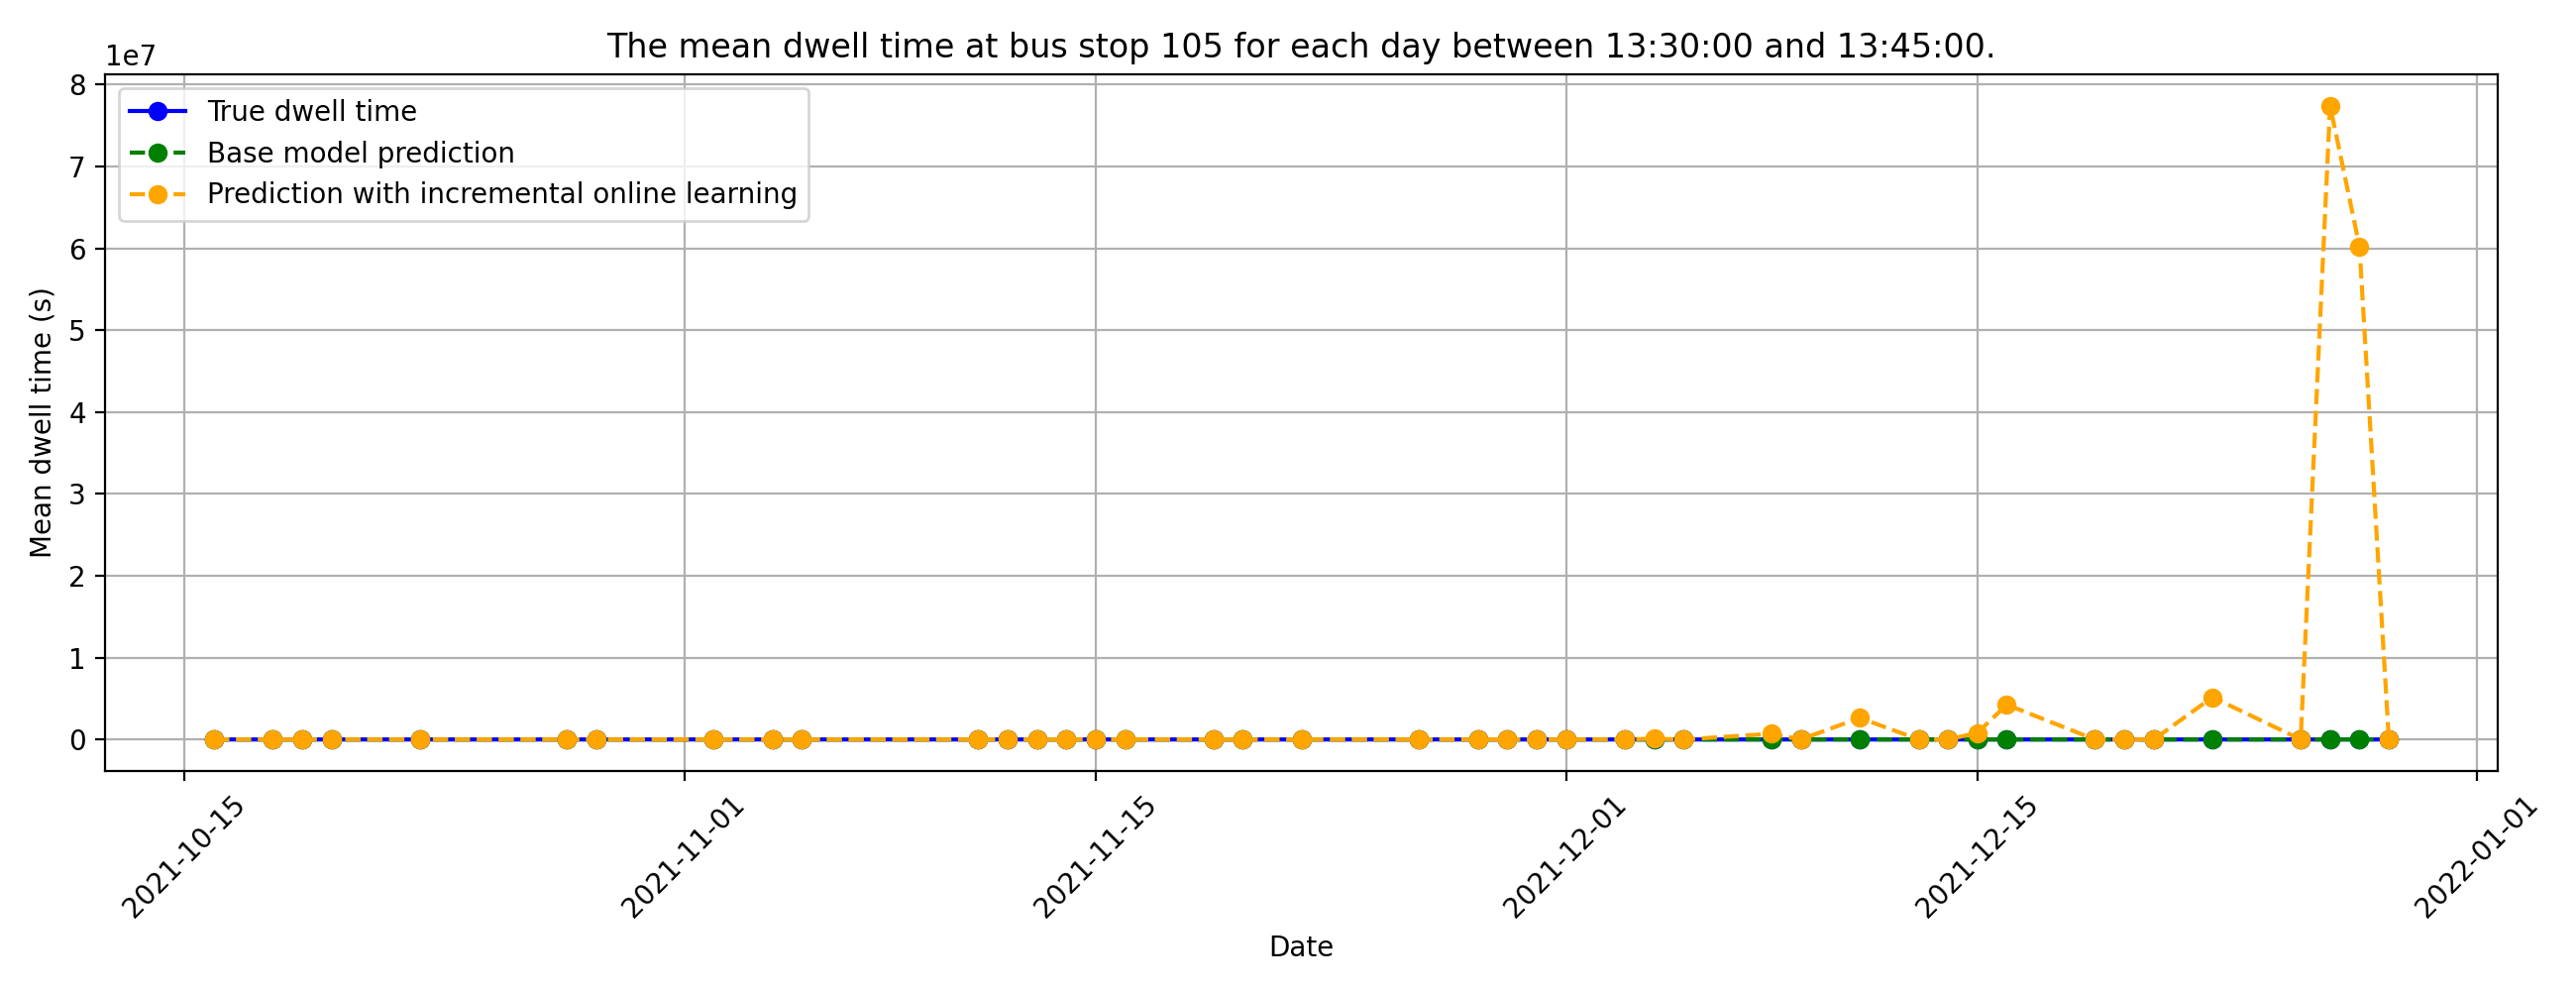 The mean dwell time at bus stop 105 for each day between 13:30:00 and 13:45:00.
1e7
8
7
6
5
4
3
2
1
0
Mean dwell time (s)
True dwell time
Base model prediction
Prediction with incremental online learning
2021-10-15
2021-11-01
2021-11-15
2021-12-01
2021-12-15
2022-01-01
Date